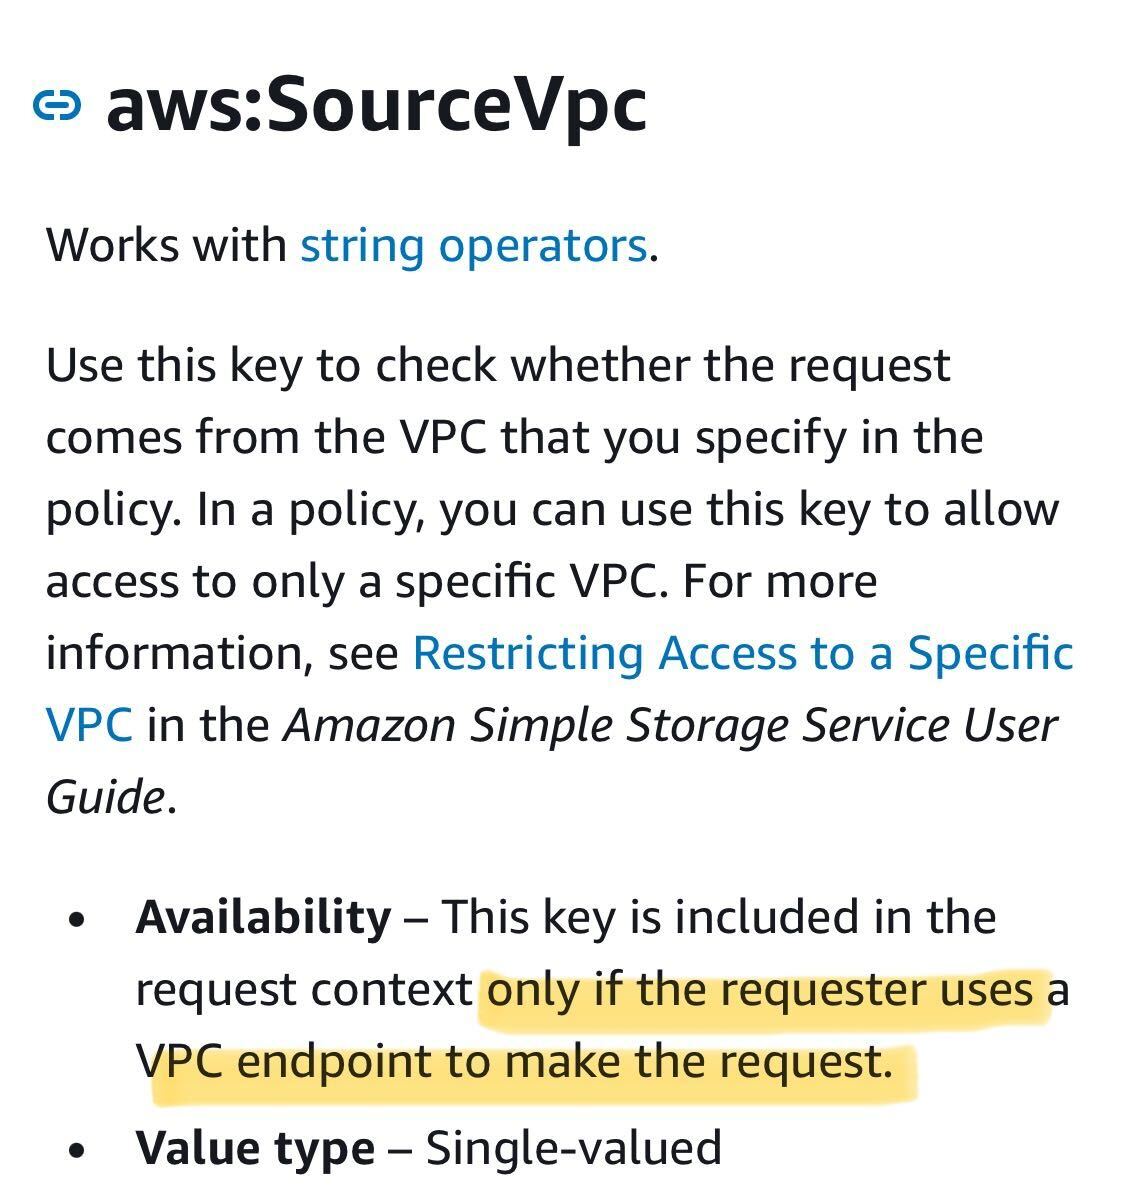 aws:SourceVpc
Works with string operators.
Use this key to check whether the request
comes from the VPC that you specify in the
policy. In a policy, you can use this key to allow
access to only a specific VPC. For more
information, see Restricting Access to a Specific
VPC in the Amazon Simple Storage Service User
Guide.
• Availability – This key is included in the
request context only if the requester uses a
VPC endpoint to make the request.
• Value type – Single-valued